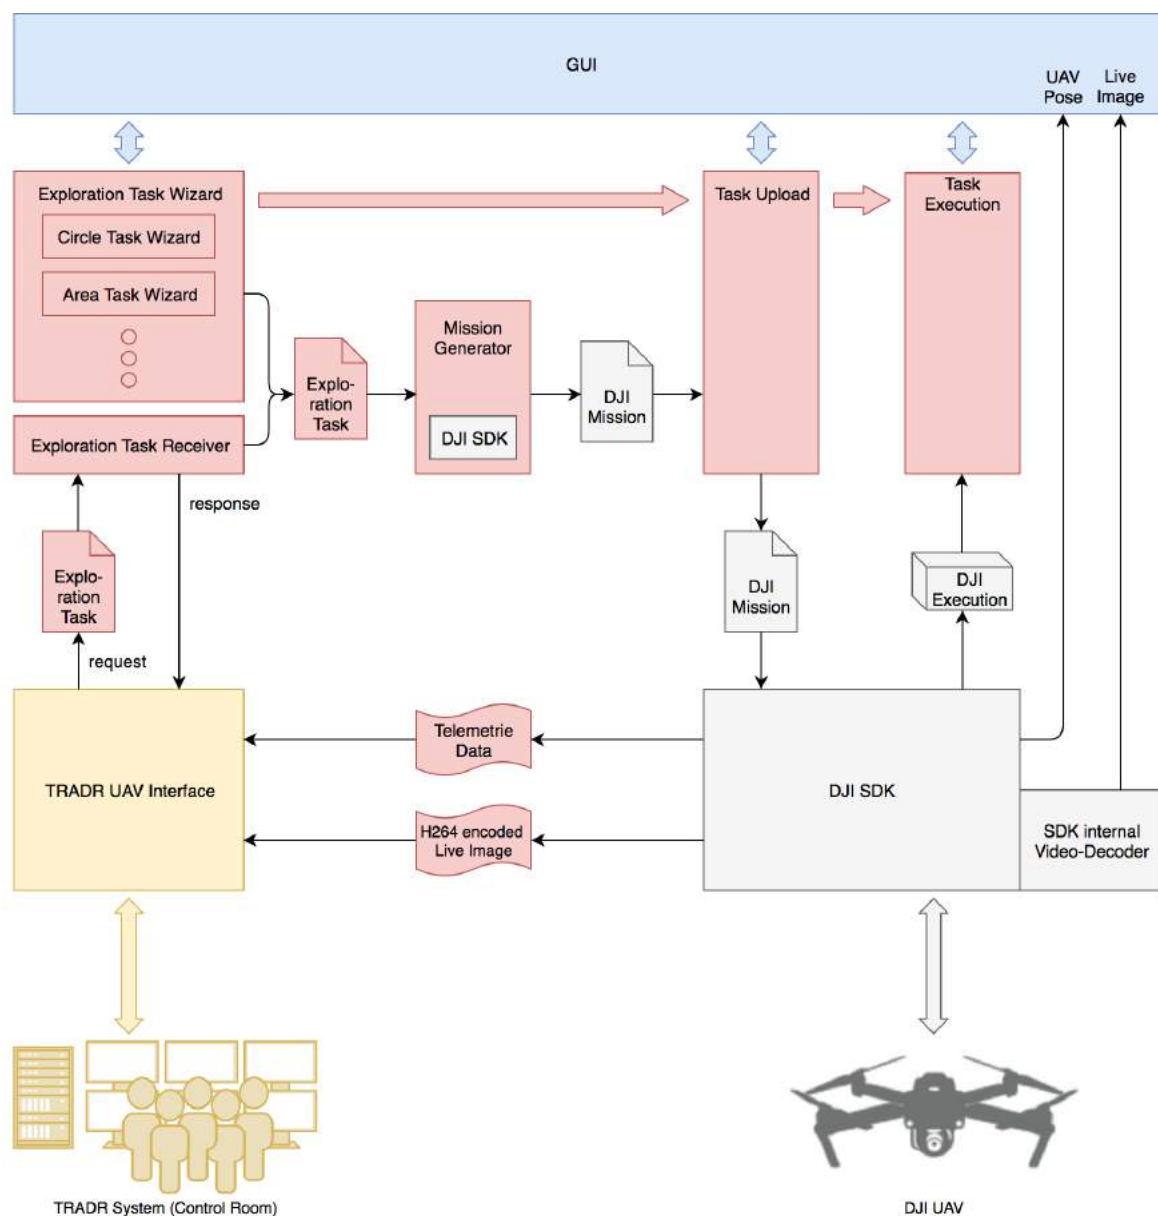 GUI
UAV
Pose
Live
Image
Exploration Task Wizard
Circle Task Wizard
Area Task Wizard
Task Upload
Task
Execution
Mission
Generator
DJI SDK
Explo-
ration
Task
DJI
Mission
Exploration Task Receiver
response
Explo-
ration
Task
request
DJI
Mission
DJI
Execution
Telemetrie
Data
TRADR UAV Interface
DJI SDK
H264 encoded
Live Image
SDK internal
Video-Decoder
TRADR System (Control Room)
DJI UAV